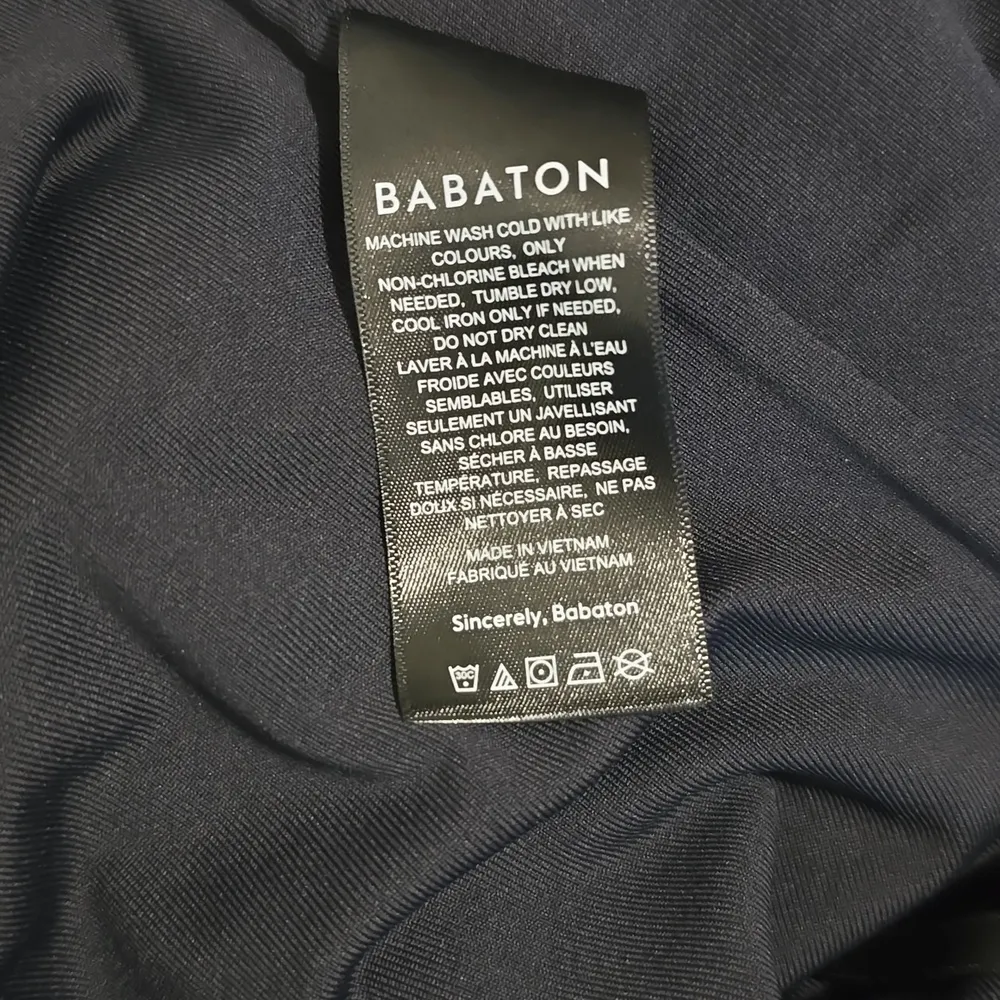 BABATON
MACHINE WASH COLD WITH LIKE
COLOURS, ONLY
NON-CHLORINE BLEACH WHEN
NEEDED, TUMBLE DRY LOW,
COOL IRON ONLY IF NEEDED,
DO NOT DRY CLEAN
LAVER À LA MACHINE À L'EAU
FROIDE AVEC COULEURS
SEMBLABLES, UTILISER
SEULEMENT UN JAVELLISANT
SANS CHLORE AU BESOIN,
SÉCHER À BASSE
TEMPÉRATURE, REPASSAGE
DOUX SI NÉCESSAIRE, NE PAS
NETTOYER À SEC
MADE IN VIETNAM
FABRIQUÉ AU VIETNAM
Sincerely, Babaton
30C